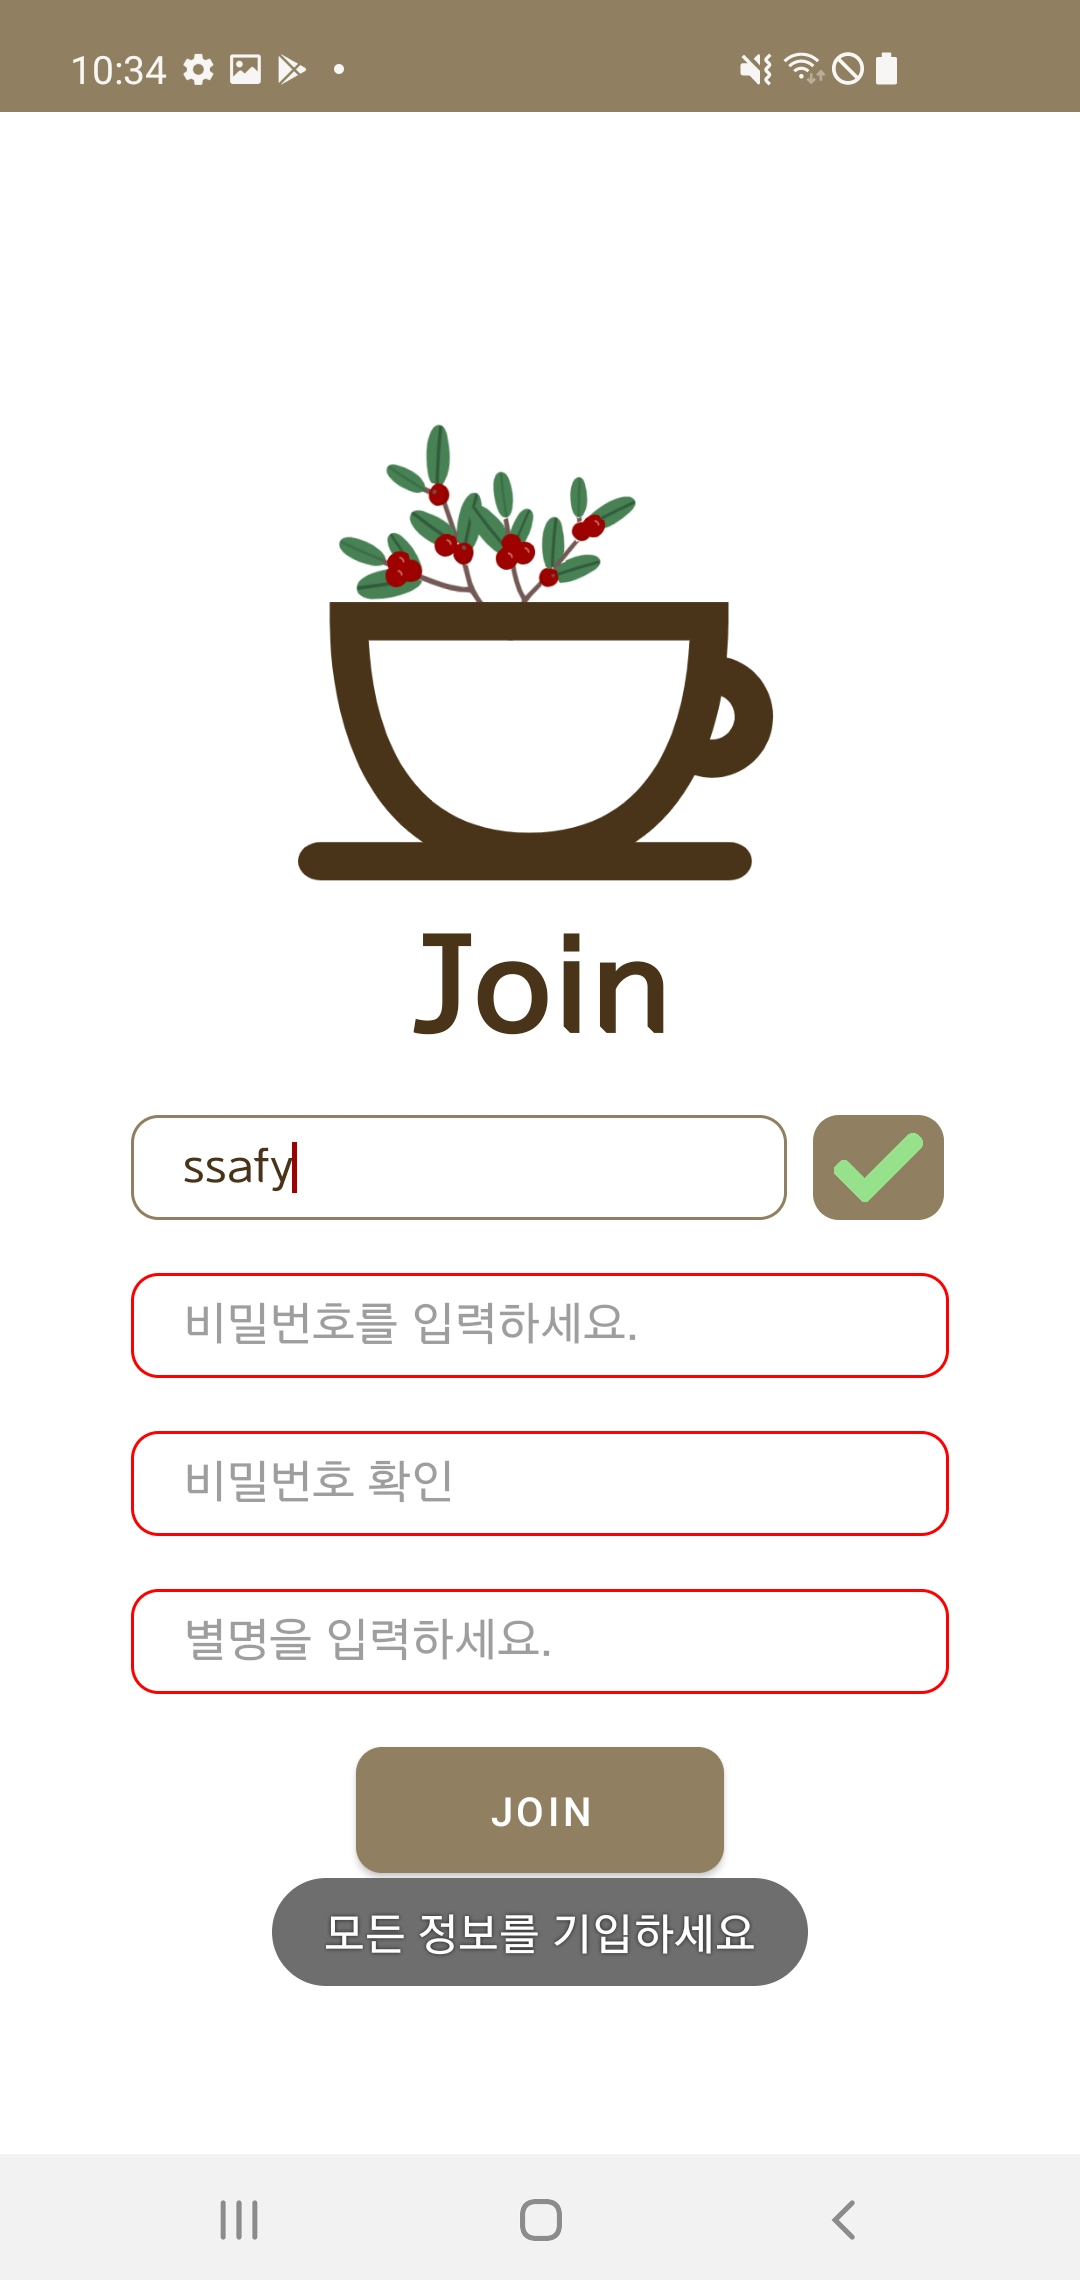 10:34
Join
ssafy
비밀번호를 입력하세요.
비밀번호 확인
별명을 입력하세요.
JOIN
모든 정보를 기입하세요